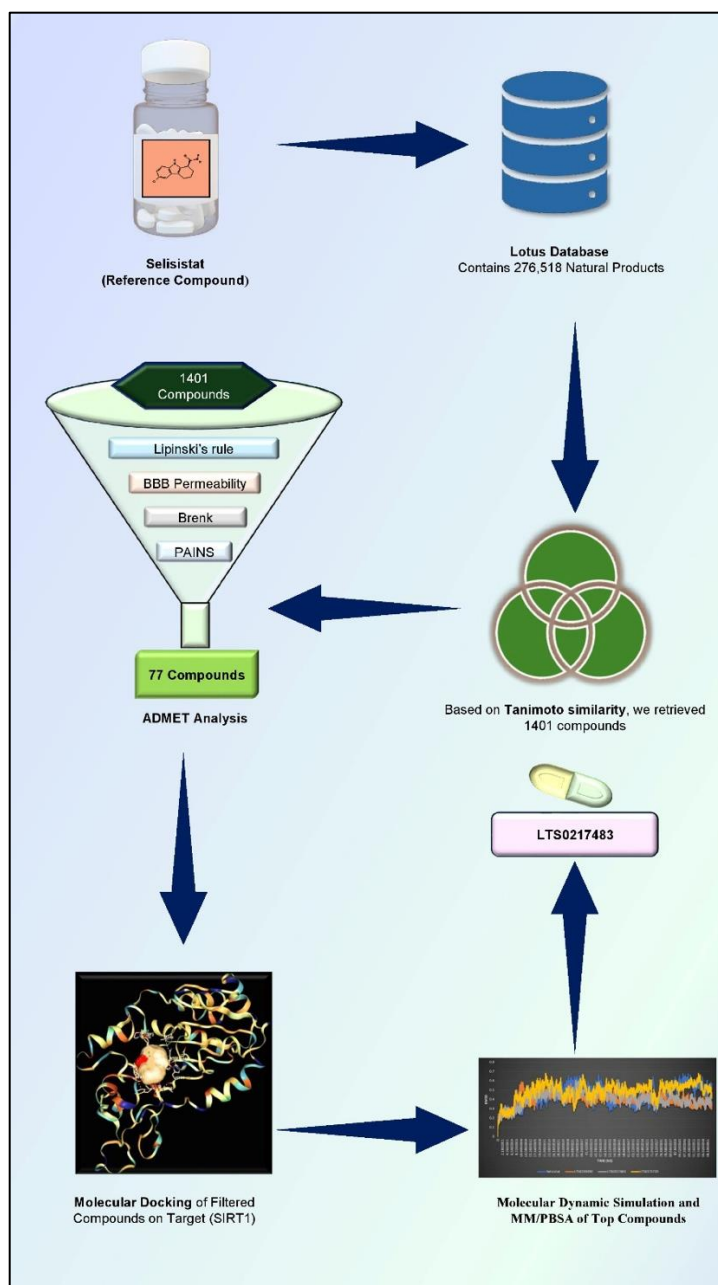 Selisistat
(Reference Compound)
Lotus Database
Contains 276,518 Natural Products
1401
Compounds
Lipinski's rule
BBB Permeability
Brenk
PAINS
77 Compounds
ADMET Analysis
Based on Tanimoto similarity, we retrieved
1401 compounds
LTS0217483
Molecular Docking of Filtered
Compounds on Target (SIRT1)
Molecular Dynamic Simulation and
MM/PBSA of Top Compounds